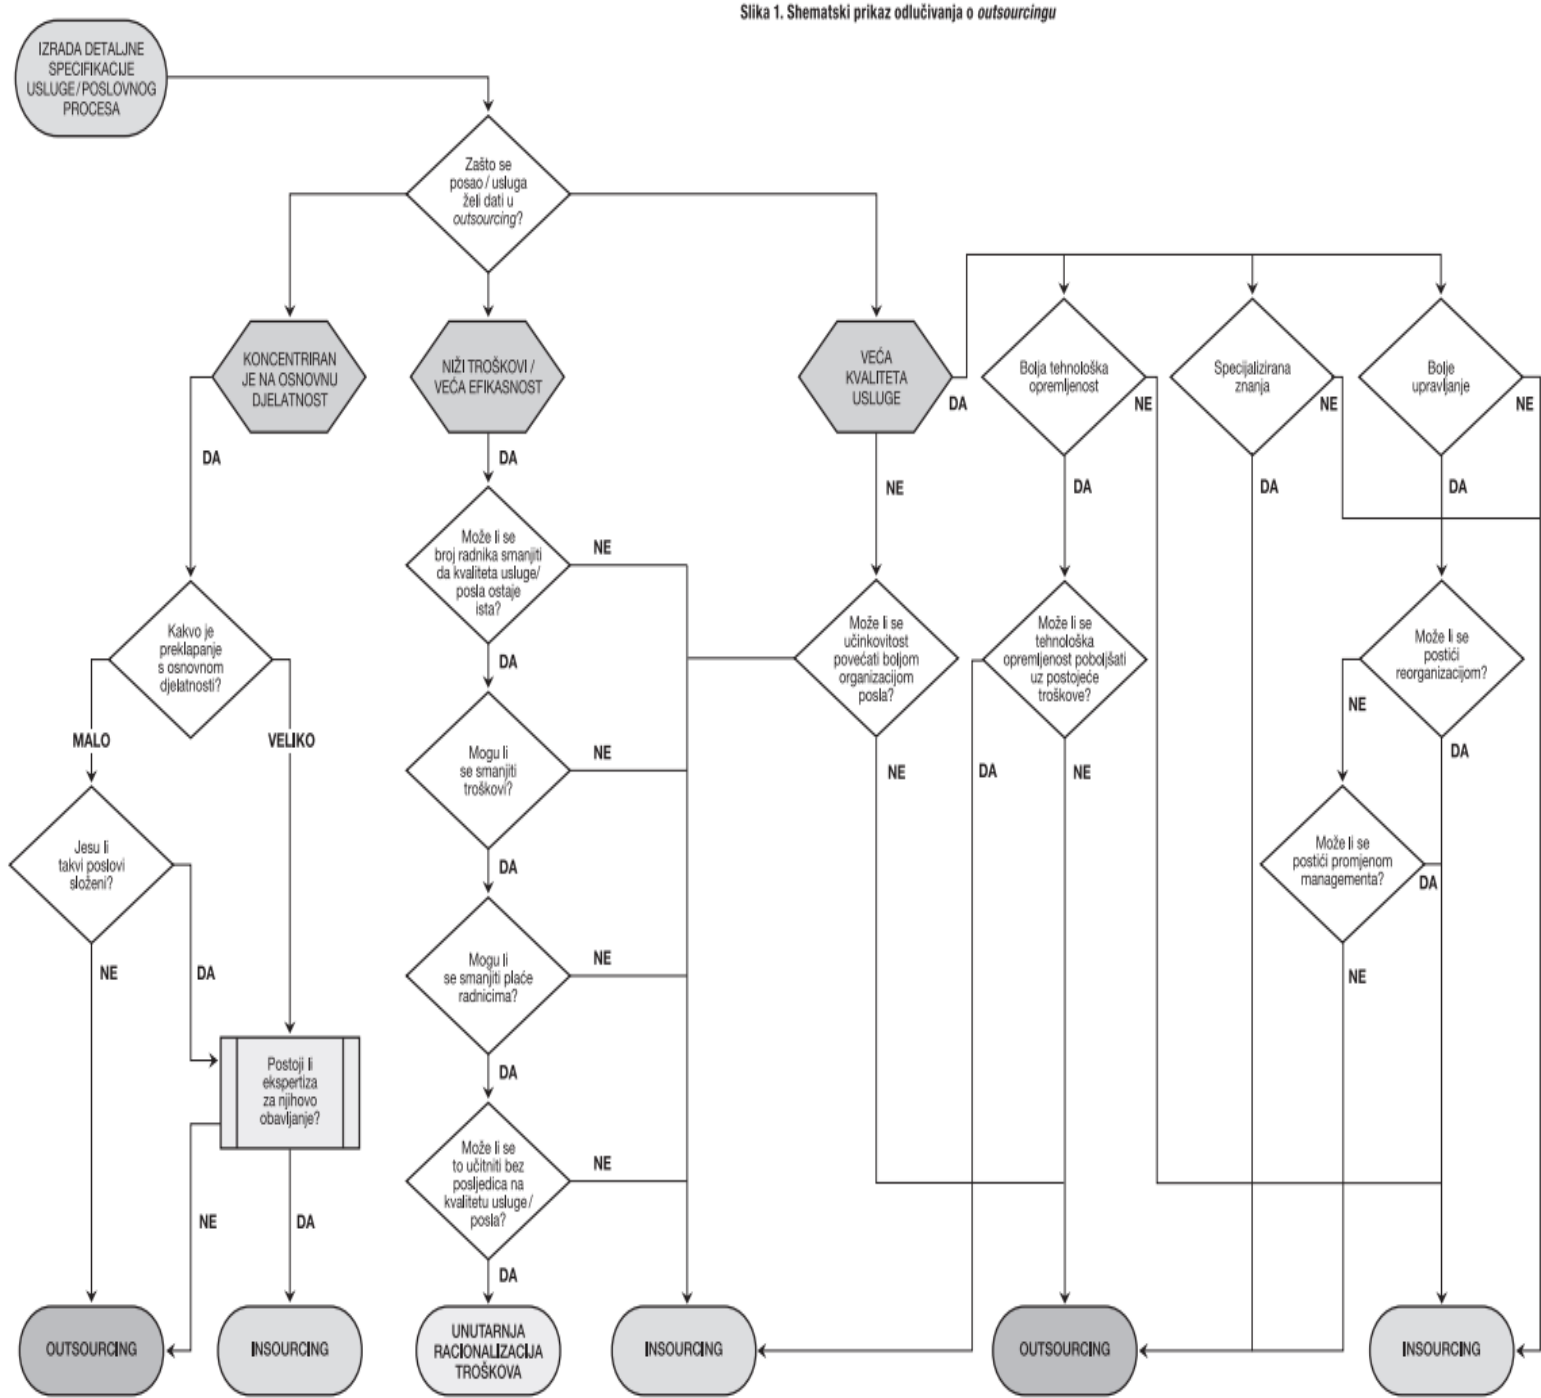 Slika 1. Shematski prikaz odlučivanja o outsourcingu
IZRADA DETALJNE
SPECIFIKACIJE
USLUGE/POSLOVNOG
PROCESA
Zašto se
posao / usluga
želi dati u
outsourcing?
KONCENTRIRAN
JE NA OSNOVNU
DJELATNOST
NIŽI TROŠKOVI /
VEĆA EFIKASNOST
VEĆA
KVALITETA
USLUGE
Bolja tehnološka
opremljenost
Specijalizirana
znanja
Bolje
upravljanje
DA
NE
NE
NE
DA
DA
NE
DA
DA
DA
Može li se
broj radnika smanjiti
da kvaliteta usluge/
posla ostaje
ista?
NE
Kakvo je
preklapanje
s osnovnom
djelatnosti?
Može li se
učinkovitost
povećati boljom
organizacijom
posla?
Može li se
tehnološka
opremljenost poboljšati
uz postojeće
troškove?
Može li se
postići
reorganizacijom?
DA
NE
MALO
VELIKO
Mogu li
se smanjiti
troškovi?
NE
NE
DA
NE
DA
Jesu li
takvi poslovi
složeni?
DA
Može li se
postići promjenom
managementa?
DA
NE
DA
Mogu li
se smanjiti plaće
radnicima?
NE
NE
Postoji li
ekspertiza
za njihovo
obavljanje?
DA
Može li se
to učitniti bez
posljedica na
kvalitetu usluge/
posla?
NE
NE
DA
DA
OUTSOURCING
INSOURCING
UNUTARNJA
RACIONALIZACIJA
TROŠKOVA
INSOURCING
OUTSOURCING
INSOURCING